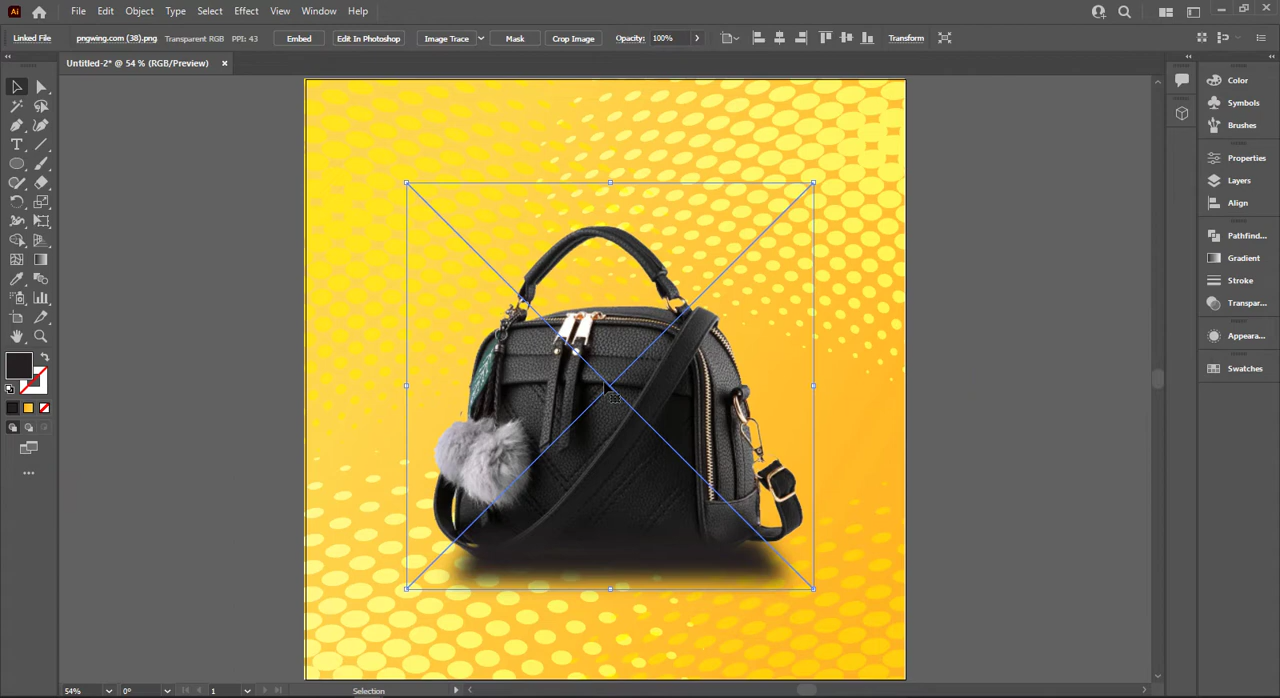 Ai File Edit Object Type Select Effect View Window Help
Linked File pngwing.com (38).png Transparent RGB PPI: 43 Embed Edit In Photoshop Image Trace Mask Crop Image Opacity: 100% Transform
Untitled-2* @ 54 % (RGB/Preview)
Color
Symbols
Brushes
Properties
Layers
Align
Pathfind...
Gradient
Stroke
Transpar...
Appeara...
Swatches
54% 0° 1 Selection